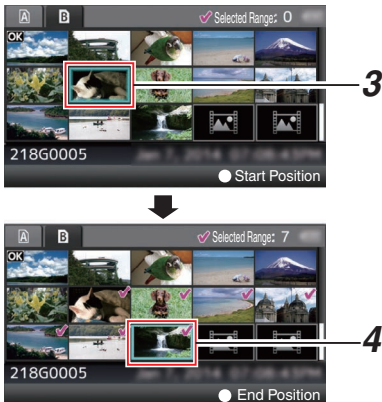 A B Selected Range: 0
OK
3
218G0005
Start Position
A B Selected Range: 7
OK
4
218G0005
End Position